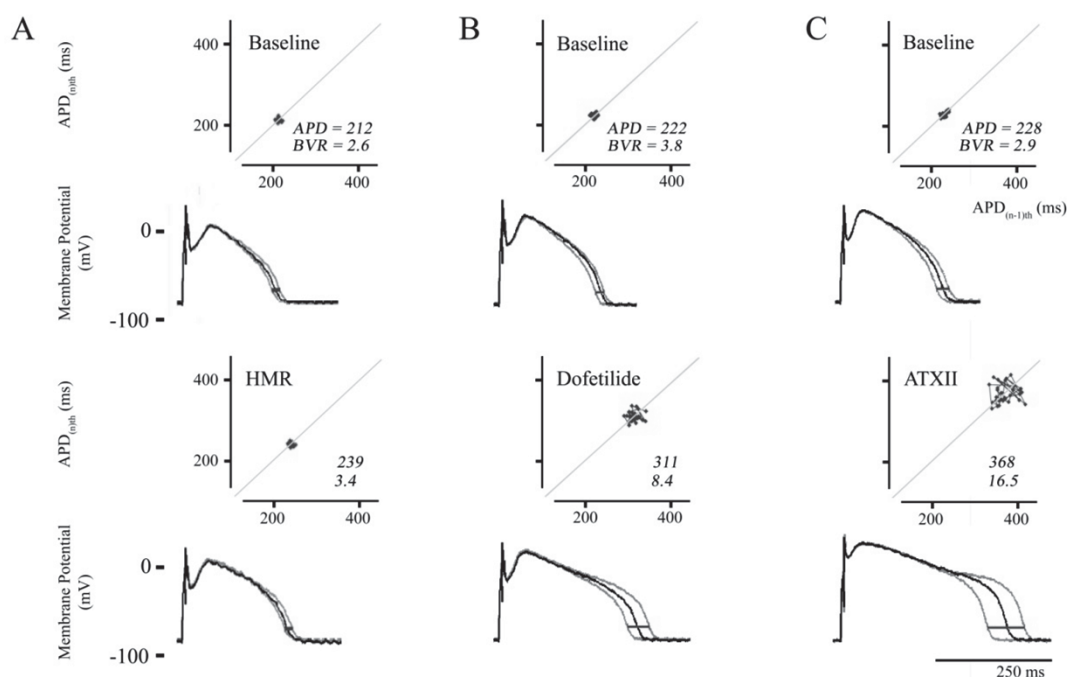 A
B
C
APD(n)th (ms)
400
200
Baseline
APD = 212
BVR = 2.6
200
400
Baseline
APD = 222
BVR = 3.8
200
400
Baseline
APD = 228
BVR = 2.9
200
400
APD(n-1)th (ms)
Membrane Potential
(mV)
0
-100
APD(n)th (ms)
400
200
HMR
239
3.4
200
400
Dofetilide
311
8.4
200
400
ATXII
368
16.5
200
400
Membrane Potential
(mV)
0
-100
250 ms